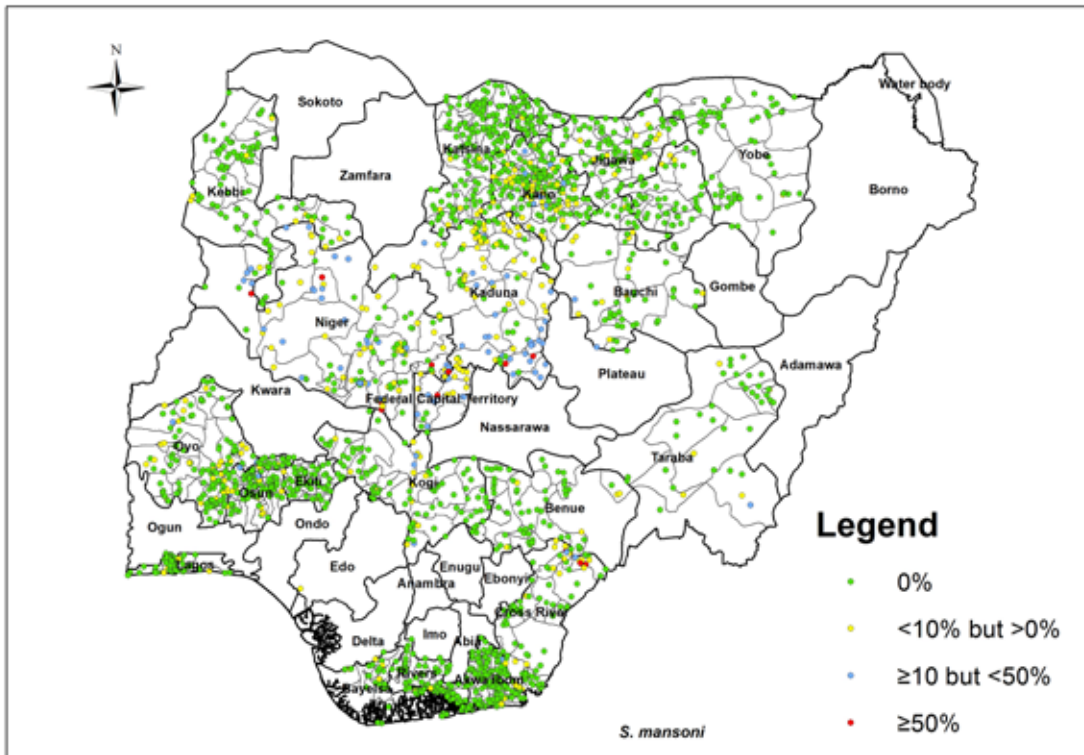 N
Sokoto
Water body
Katsina
Jigawa
Yobe
Kebbi
Zamfara
Kano
Borno
Kaduna
Bauchi
Gombe
Niger
Adamawa
Plateau
Kwara
Federal Capital Territory
Nassarawa
Oyo
Taraba
Osun
Ekiti
Kogi
Benue
Ogun
Ondo
Lagos
Edo
Enugu
Anambra
Ebonyi
Cross River
Delta
Imo
Abia
Rivers
Akwa Ibom
Bayelsa
Legend
0%
<10% but >0%
≥10 but <50%
≥50%
S. mansoni